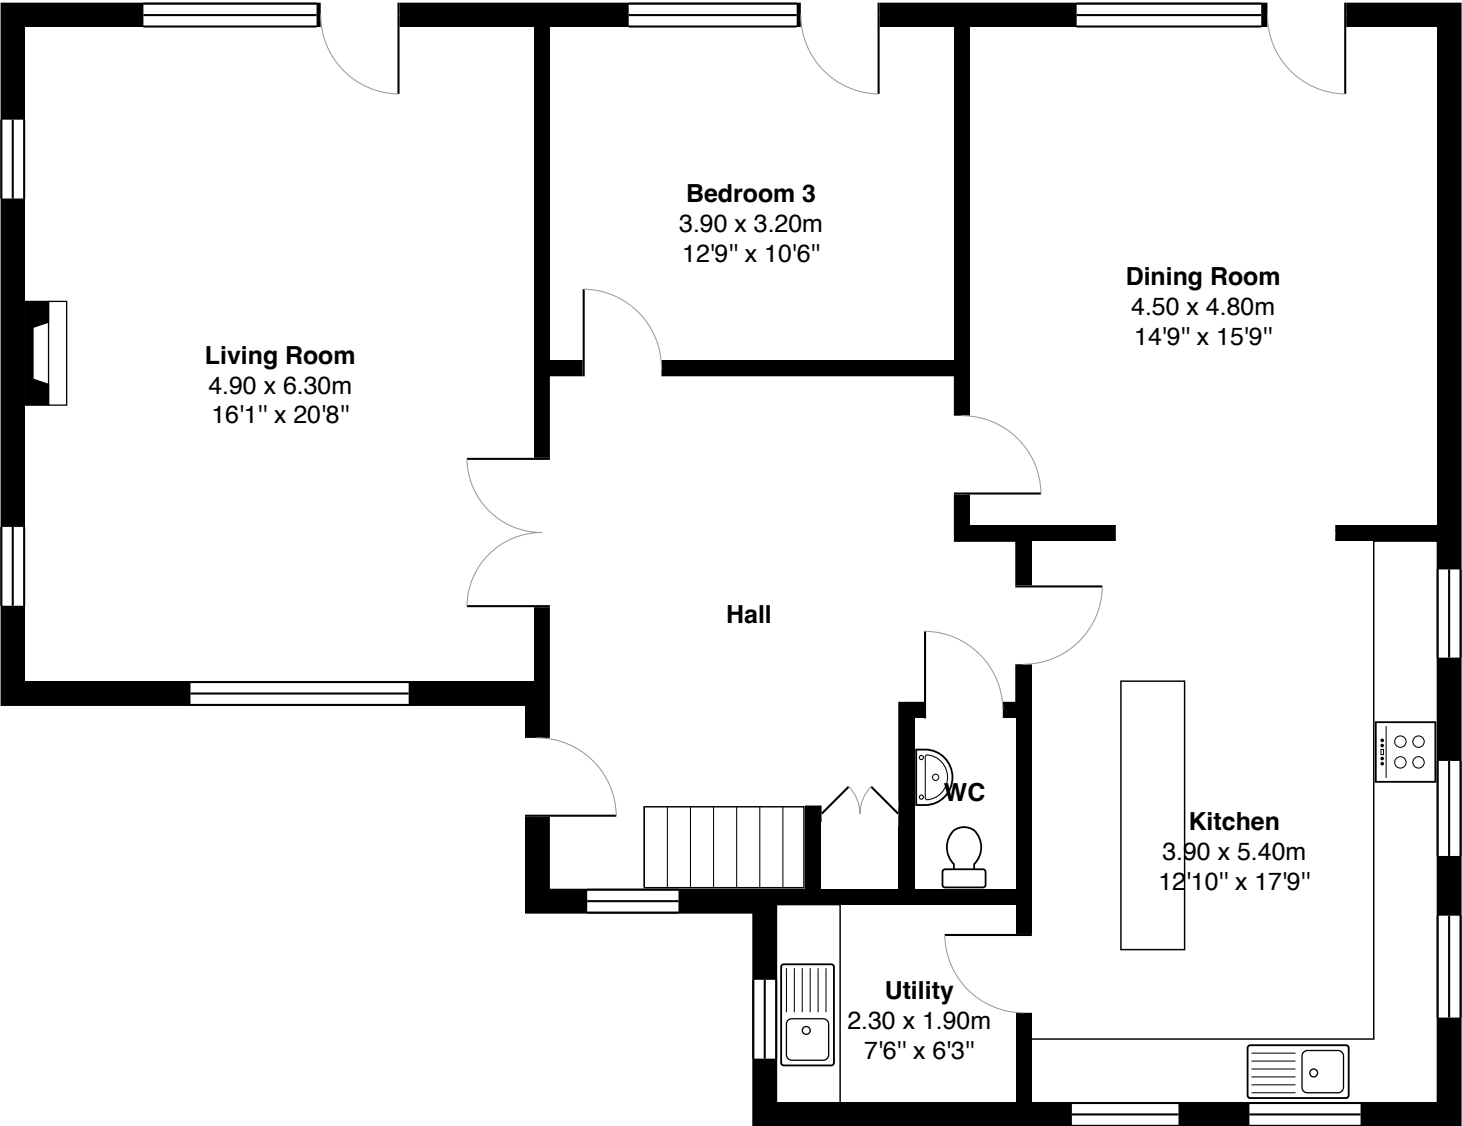 Bedroom 3
3.90 x 3.20m
12'9" x 10'6"
Dining Room
4.50 x 4.80m
14'9" x 15'9"
Living Room
4.90 x 6.30m
16'1" x 20'8"
Hall
WC
Kitchen
3.90 x 5.40m
12'10" x 17'9"
Utility
2.30 x 1.90m
7'6" x 6'3"